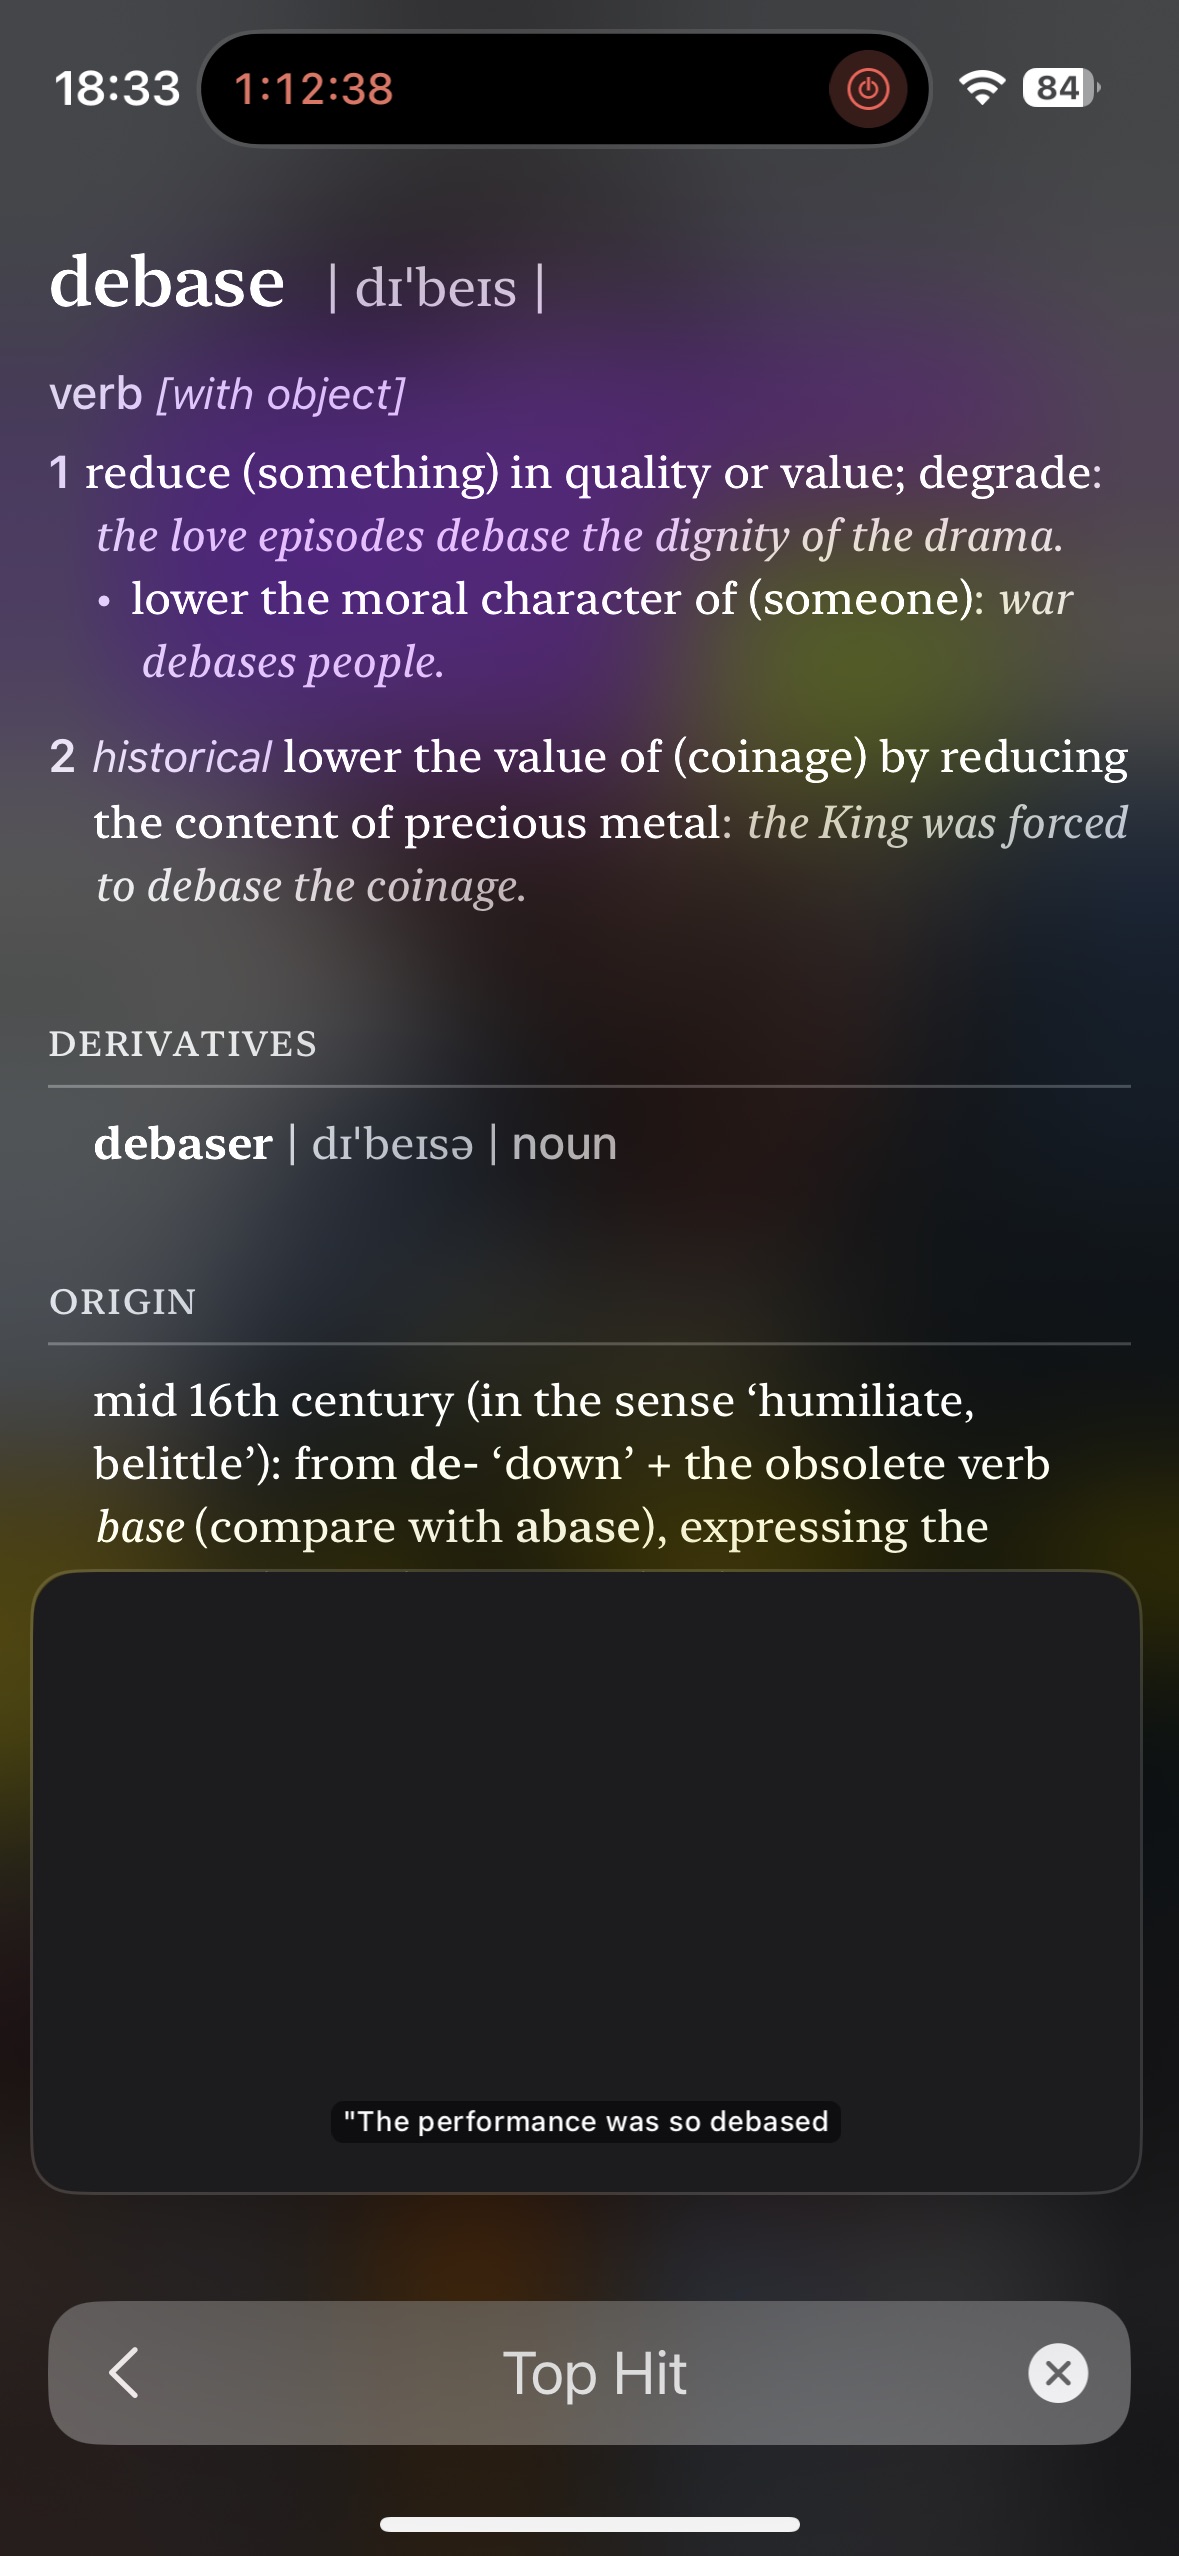 18:33
1:12:38
84
debase | dɪˈbeɪs |
verb [with object]
1 reduce (something) in quality or value; degrade:
the love episodes debase the dignity of the drama.
• lower the moral character of (someone): war
debases people.
2 historical lower the value of (coinage) by reducing
the content of precious metal: the King was forced
to debase the coinage.
DERIVATIVES
debaser | dɪˈbeɪsə | noun
ORIGIN
mid 16th century (in the sense ‘humiliate,
belittle’): from de- ‘down’ + the obsolete verb
base (compare with abase), expressing the
"The performance was so debased
Top Hit